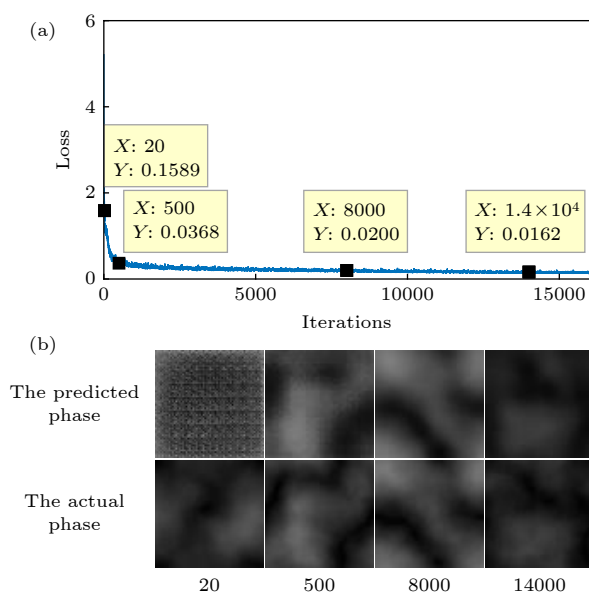 (a)
6
4
2
0
Loss
X: 20
Y: 0.1589
X: 500
Y: 0.0368
X: 8000
Y: 0.0200
X: 1.4×10⁴
Y: 0.0162
0 5000 10000 15000
Iterations
(b)
The predicted
phase
The actual
phase
20 500 8000 14000